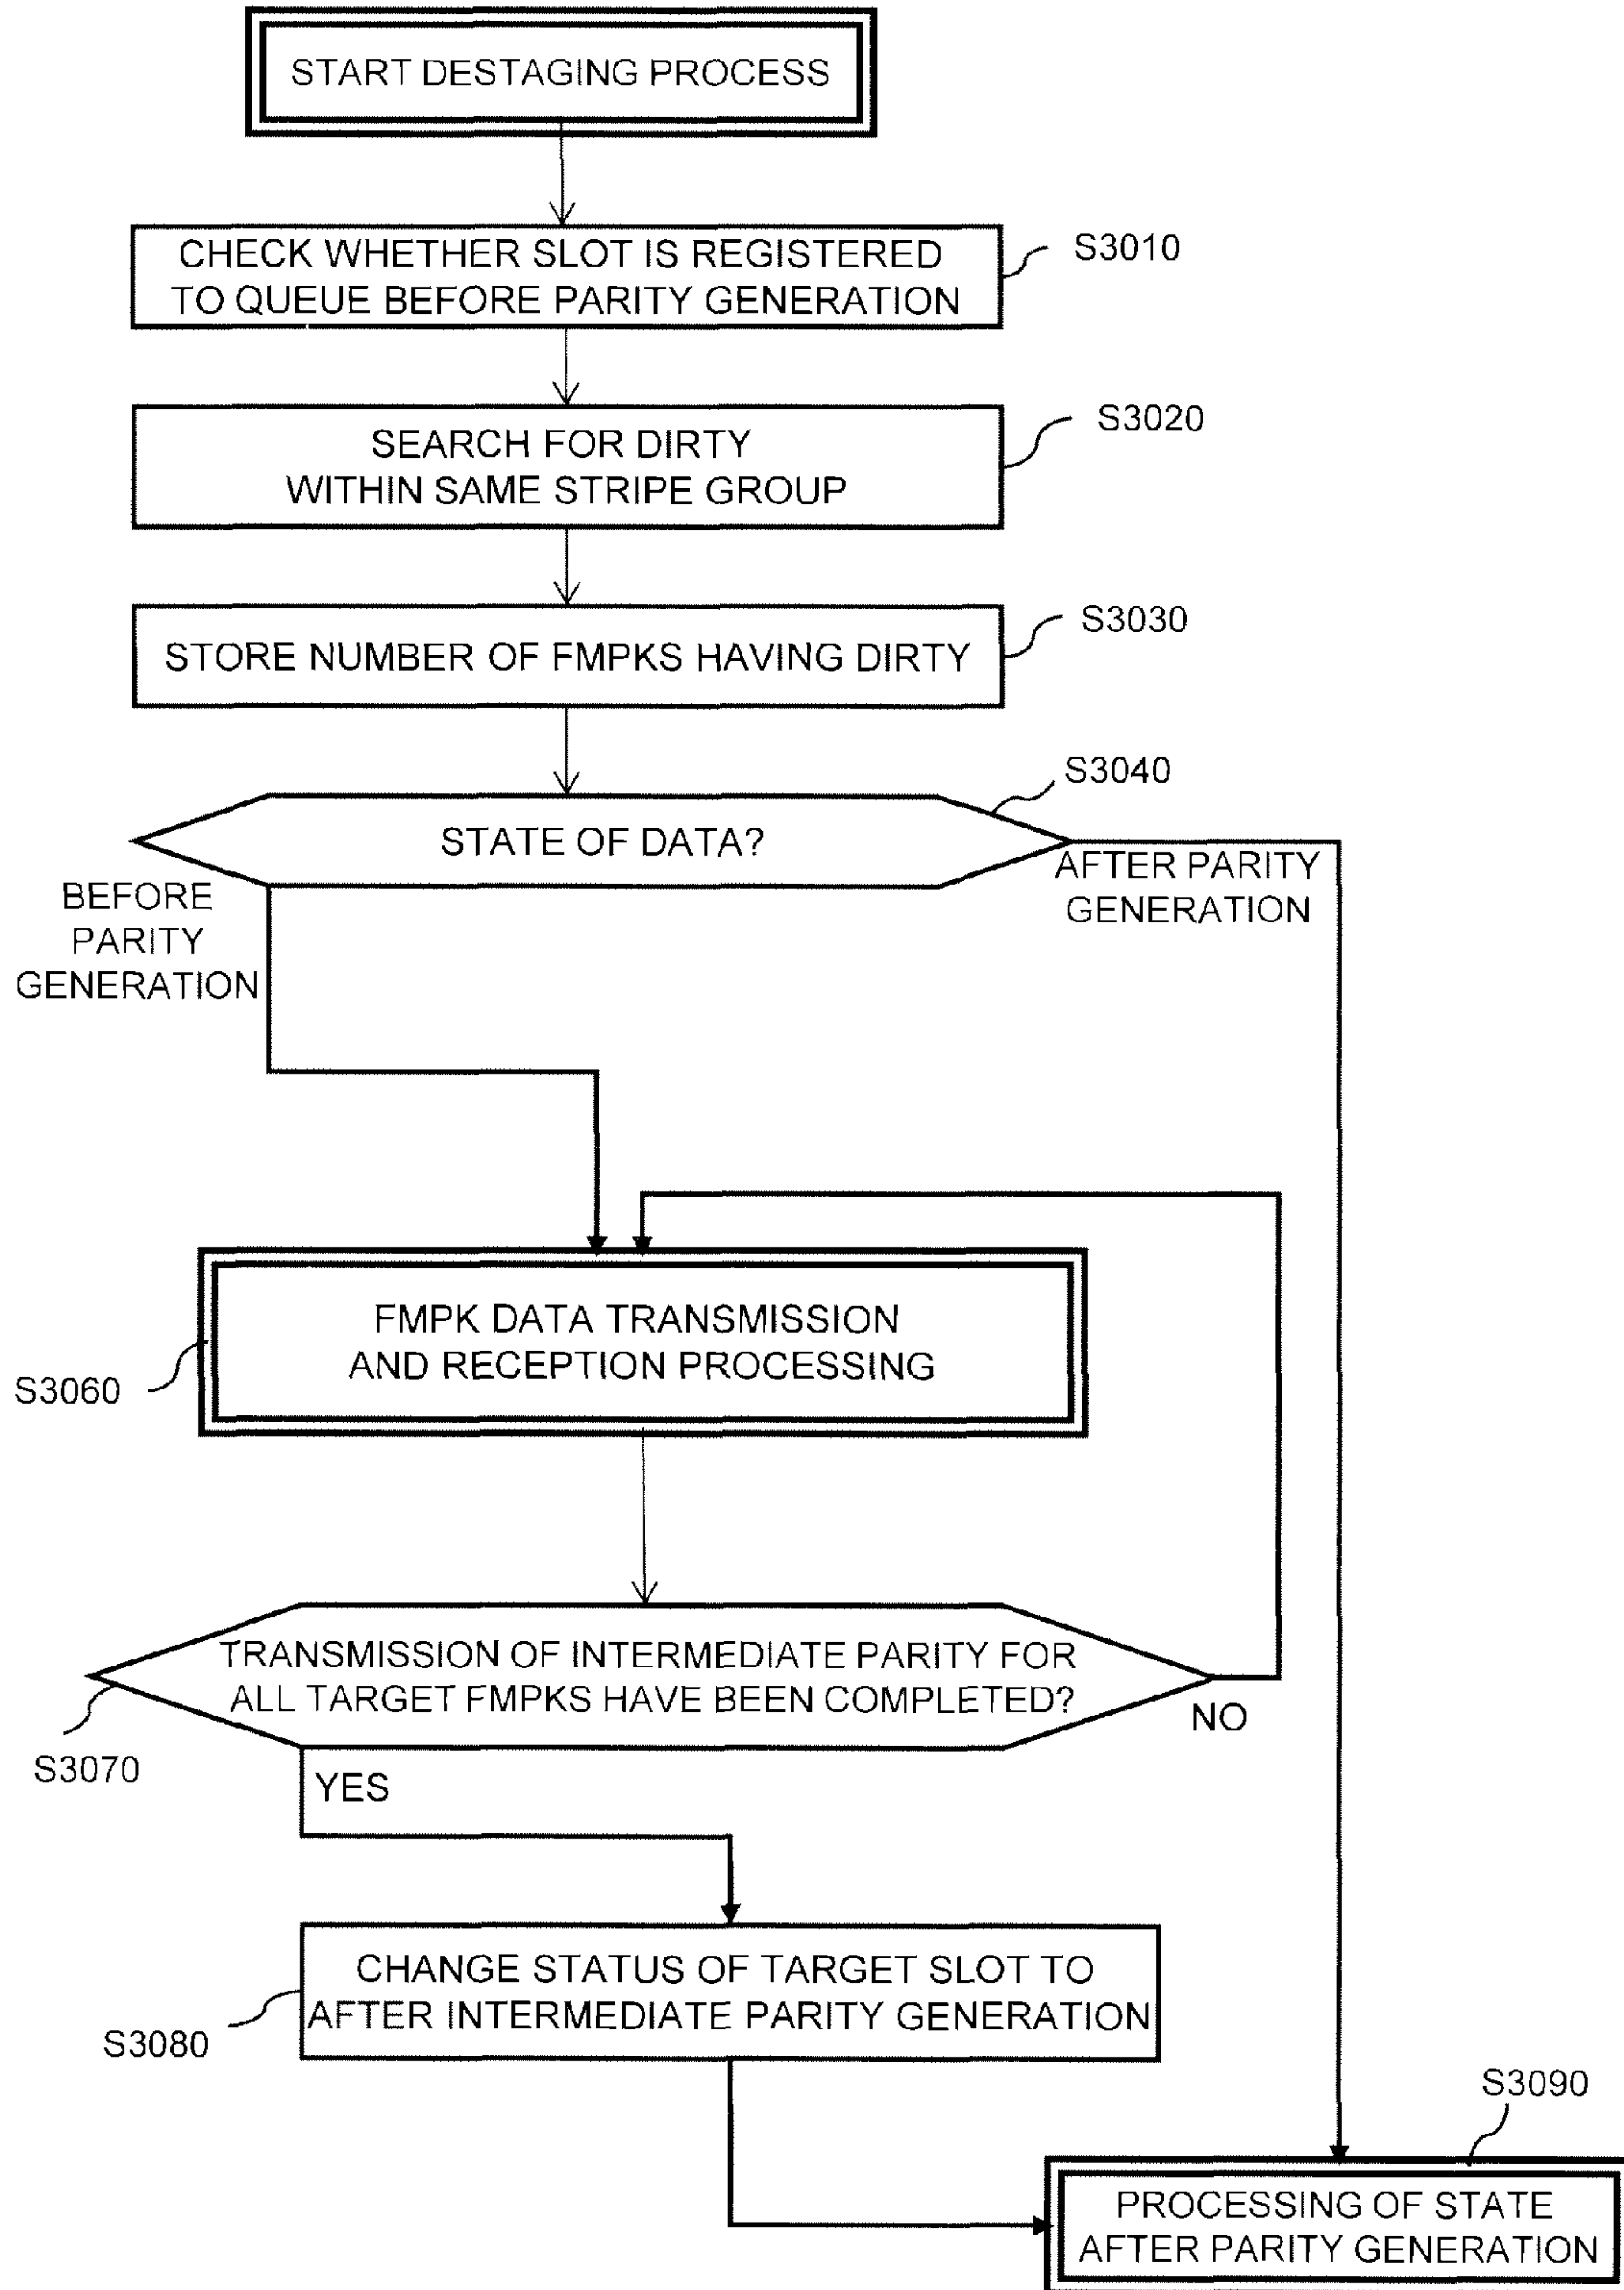 START DESTAGING PROCESS
CHECK WHETHER SLOT IS REGISTERED
TO QUEUE BEFORE PARITY GENERATION
S3010
SEARCH FOR DIRTY
WITHIN SAME STRIPE GROUP
S3020
STORE NUMBER OF FMPKS HAVING DIRTY
S3030
STATE OF DATA?
S3040
BEFORE
PARITY
GENERATION
AFTER PARITY
GENERATION
FMPK DATA TRANSMISSION
AND RECEPTION PROCESSING
S3060
TRANSMISSION OF INTERMEDIATE PARITY FOR
ALL TARGET FMPKS HAVE BEEN COMPLETED?
NO
S3070
YES
CHANGE STATUS OF TARGET SLOT TO
AFTER INTERMEDIATE PARITY GENERATION
S3080
S3090
PROCESSING OF STATE
AFTER PARITY GENERATION